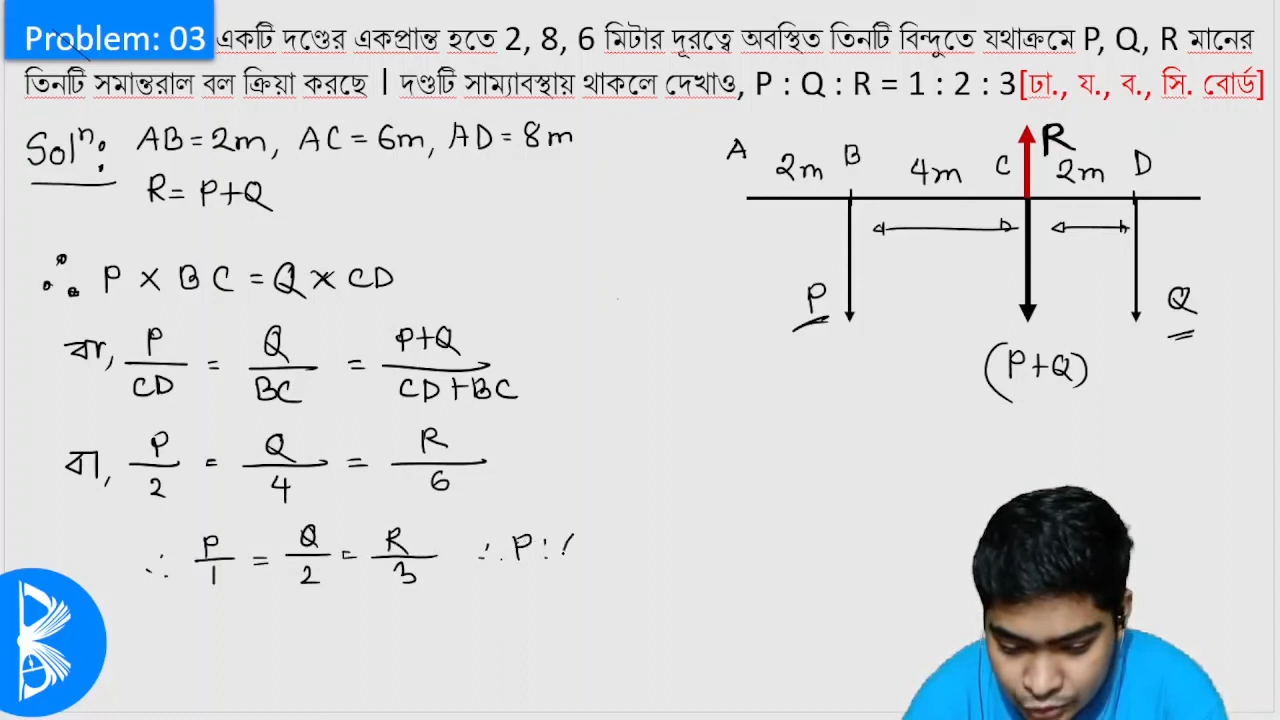 Problem: 03 একটি দণ্ডের একপ্রান্ত হতে 2, 8, 6 মিটার দূরত্বে অবস্থিত তিনটি বিন্দুতে যথাক্রমে P, Q, R মানের
তিনটি সমান্তরাল বল ক্রিয়া করছে । দণ্ডটি সাম্যাবস্থায় থাকলে দেখাও, P : Q : R = 1 : 2 : 3[ঢা., য., ব., সি. বোর্ড]
Solⁿ: AB = 2m, AC = 6m, AD = 8m
R = P+Q
∴ P × BC = Q × CD
বা, P/CD = Q/BC = P+Q/CD+BC
বা, P/2 = Q/4 = R/6
∴ P/1 = Q/2 = R/3 ∴ P :
A 2m B 4m C R 2m D
P Q
(P+Q)